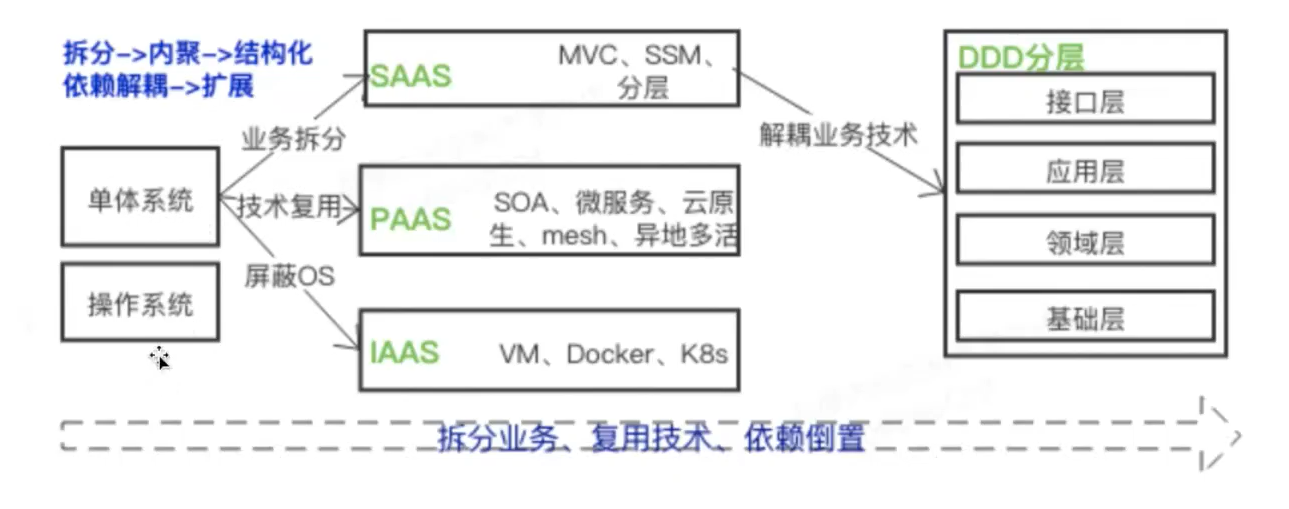 拆分->内聚->结构化
依赖解耦->扩展
单体系统
操作系统
业务拆分
技术复用
屏蔽OS
SAAS
MVC、SSM、
分层
PAAS
SOA、微服务、云原
生、mesh、异地多活
IAAS
VM、Docker、K8s
解耦业务技术
DDD分层
接口层
应用层
领域层
基础层
拆分业务、复用技术、依赖倒置